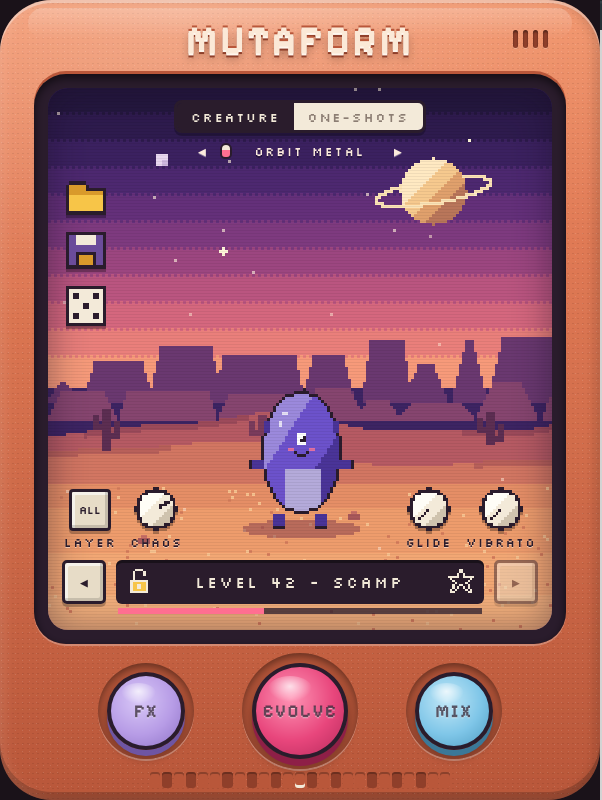 MUTAFORM
CREATURE ONE-SHOTS
ORBIT METAL
ALL
LAYER CHAOS GLIDE VIBRATO
LEVEL 42 - SCAMP
FX EVOLVE MIX